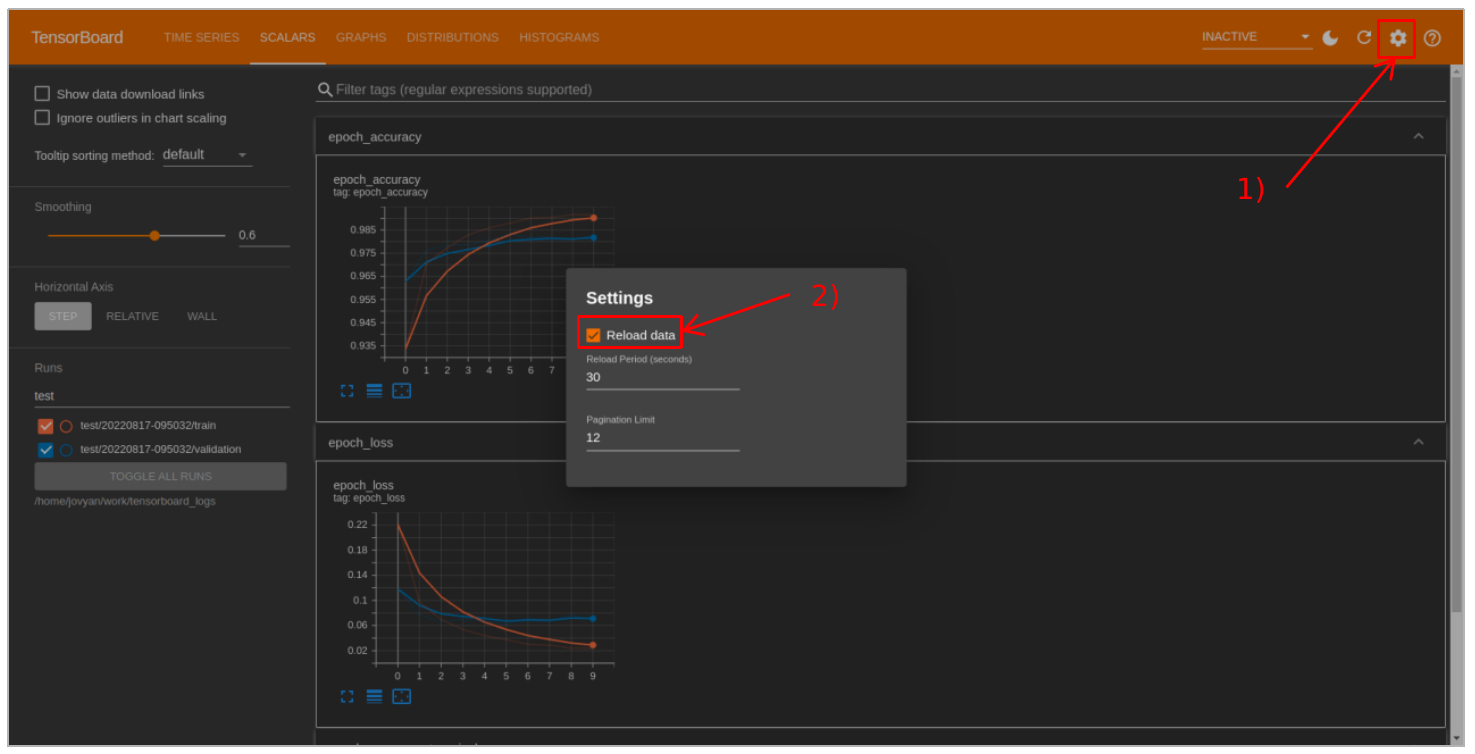 TensorBoard TIME SERIES SCALARS GRAPHS DISTRIBUTIONS HISTOGRAMS INACTIVE
Show data download links
Ignore outliers in chart scaling
Tooltip sorting method: default
Smoothing
0.6
Horizontal Axis
STEP RELATIVE WALL
Runs
test
test/20220817-095032/train
test/20220817-095032/validation
TOGGLE ALL RUNS
/home/jovyan/work/tensorboard_logs
Filter tags (regular expressions supported)
epoch_accuracy
epoch_accuracy
tag: epoch_accuracy
0.985
0.975
0.965
0.955
0.945
0.935
0 1 2 3 4 5 6 7
epoch_loss
epoch_loss
tag: epoch_loss
0.22
0.18
0.14
0.1
0.06
0.02
0 1 2 3 4 5 6 7 8 9
1)
Settings
2)
Reload data
Reload Period (seconds)
30
Pagination Limit
12